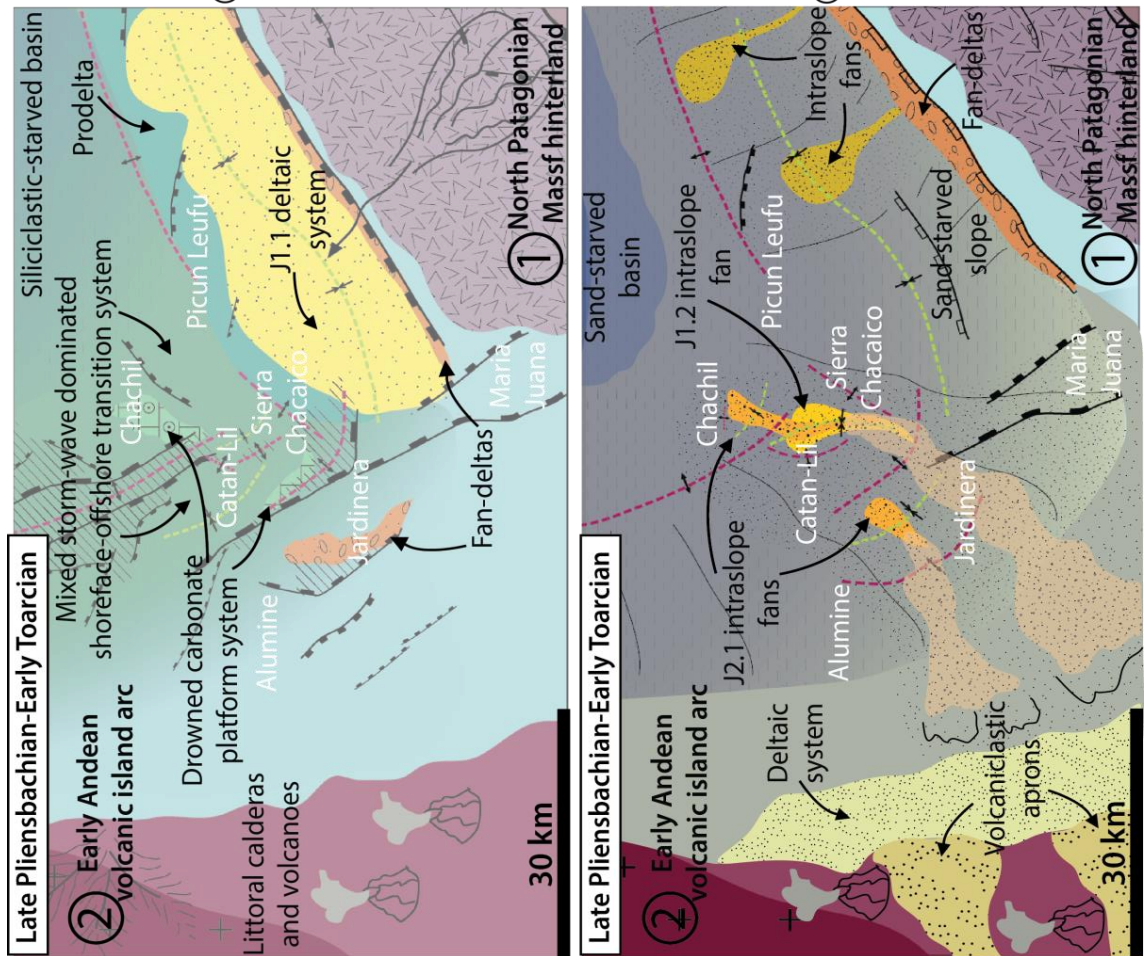 Late Pliensbachian-Early Toarcian
② Early Andean
volcanic island arc
Mixed storm-wave dominated
shoreface-offshore transition system
Siliciclastic-starved basin
Prodelta
Chachil
Picun Leufu
Drowned carbonate
platform system
Catan-Lil
Sierra
Chacaico
J1.1 deltaic
system
Alumine
Jardinera
Maria
Juana
Littoral calderas
and volcanoes
Fan-deltas
① North Patagonian
Massf hinterland
30 km
Late Pliensbachian-Early Toarcian
② Early Andean
volcanic island arc
Sand-starved
basin
J1.2 intraslope
fan
Intraslope
fans
J2.1 intraslope
fans
Chachil
Picun Leufu
Catan-Lil
Sierra
Chacaico
Deltaic
system
Alumine
Jardinera
Sand-starved
slope
Fan-deltas
Maria
Juana
Volcaniclastic
aprons
① North Patagonian
Massf hinterland
30 km